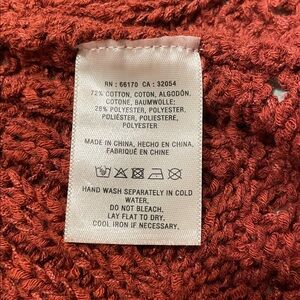 RN : 66170 CA : 32054
72% COTTON, COTON, ALGODÓN,
COTONE, BAUMWOLLE;
28% POLYESTER, POLYESTER,
POLIÉSTER, POLIESTERE,
POLYESTER
MADE IN CHINA, HECHO EN CHINA,
FABRIQUÉ EN CHINE
HAND WASH SEPARATELY IN COLD
WATER.
DO NOT BLEACH.
LAY FLAT TO DRY.
COOL IRON IF NECESSARY.